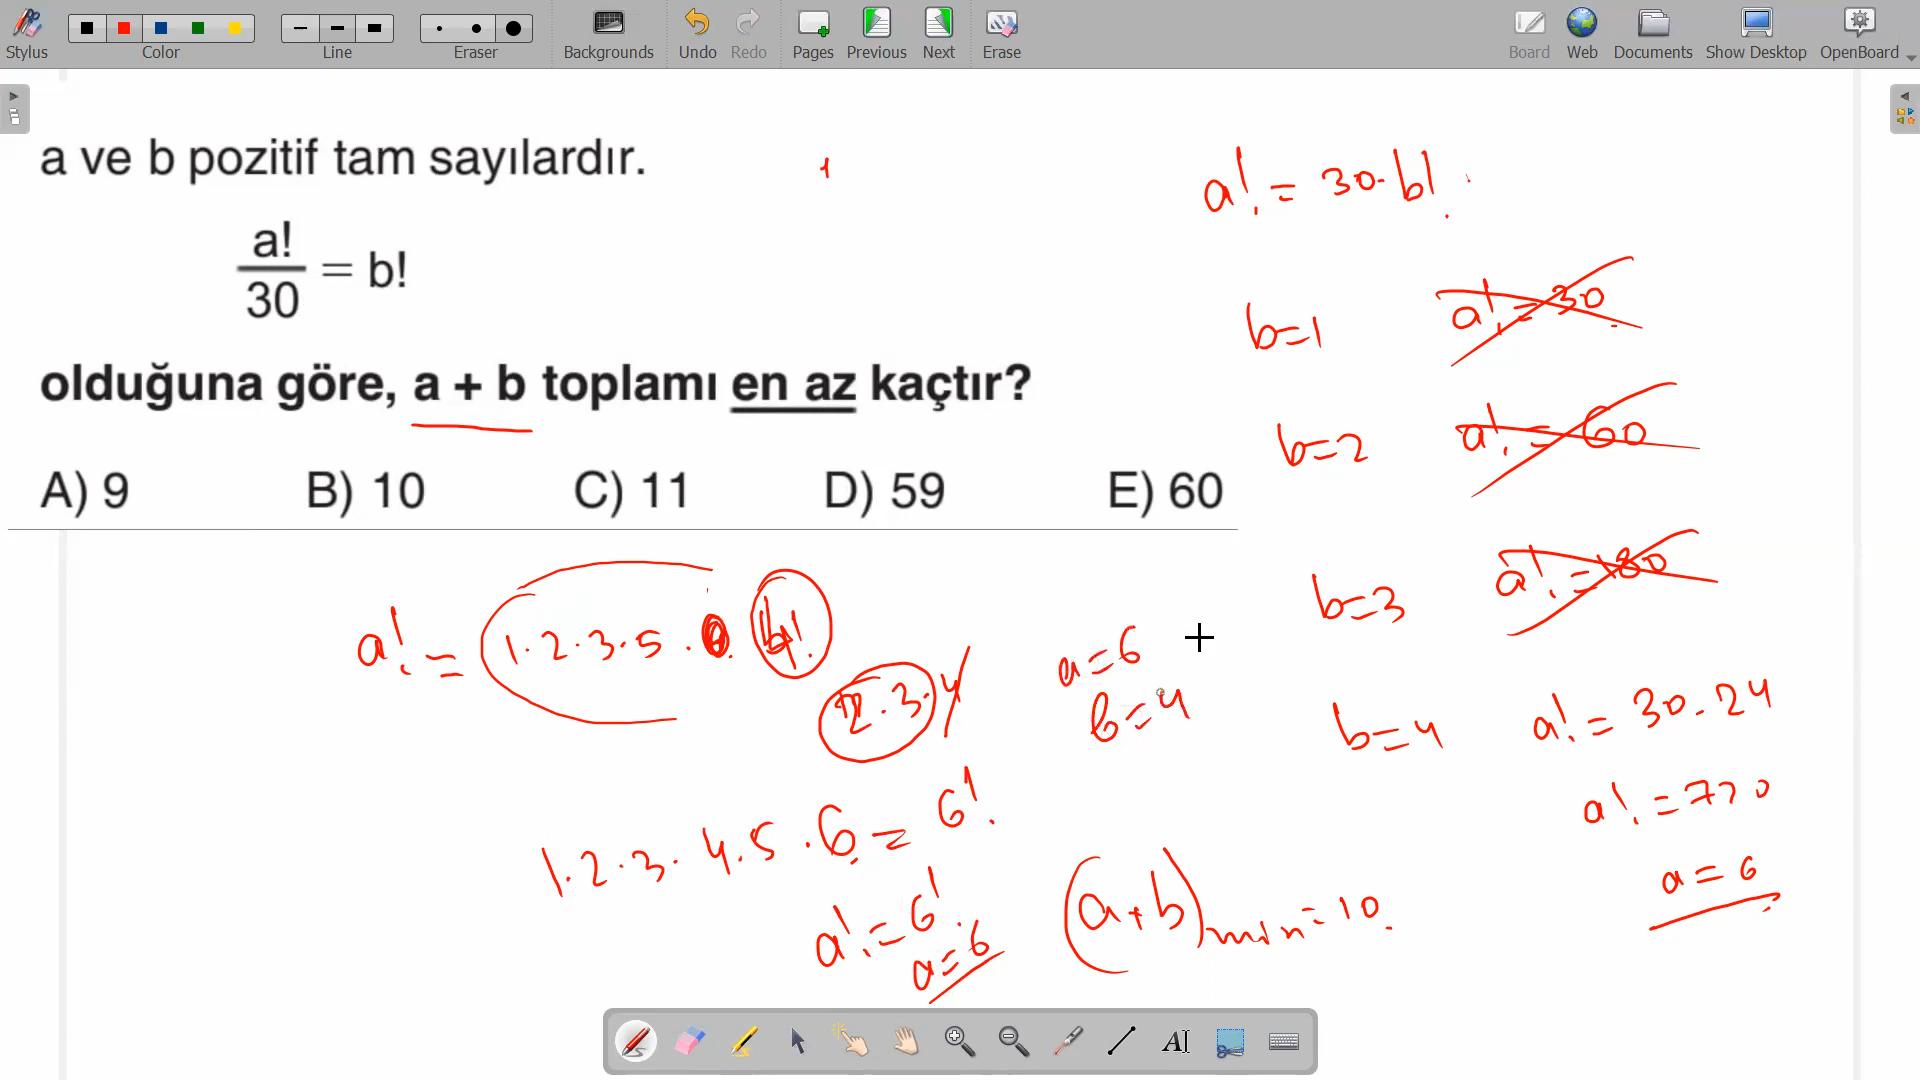 Stylus
Color
Line
Eraser
Backgrounds
Undo
Redo
Pages
Previous
Next
Erase
Board
Web
Documents
Show Desktop
OpenBoard
a ve b pozitif tam sayılardır.
a!/30 = b!
olduğuna göre, a + b toplamı en az kaçtır?
A) 9 B) 10 C) 11 D) 59 E) 60
1
a! = 30.b!
b=1 a! = 30
b=2 a! = 60
b=3 a! = 180
b=4 a! = 30.24
a! = 720
a = 6
a! = 1.2.3.5. 4!
2.3.4
a=6
b=4
1.2.3.4.5.6 = 6!
a! = 6!
a=6
(a+b)min = 10